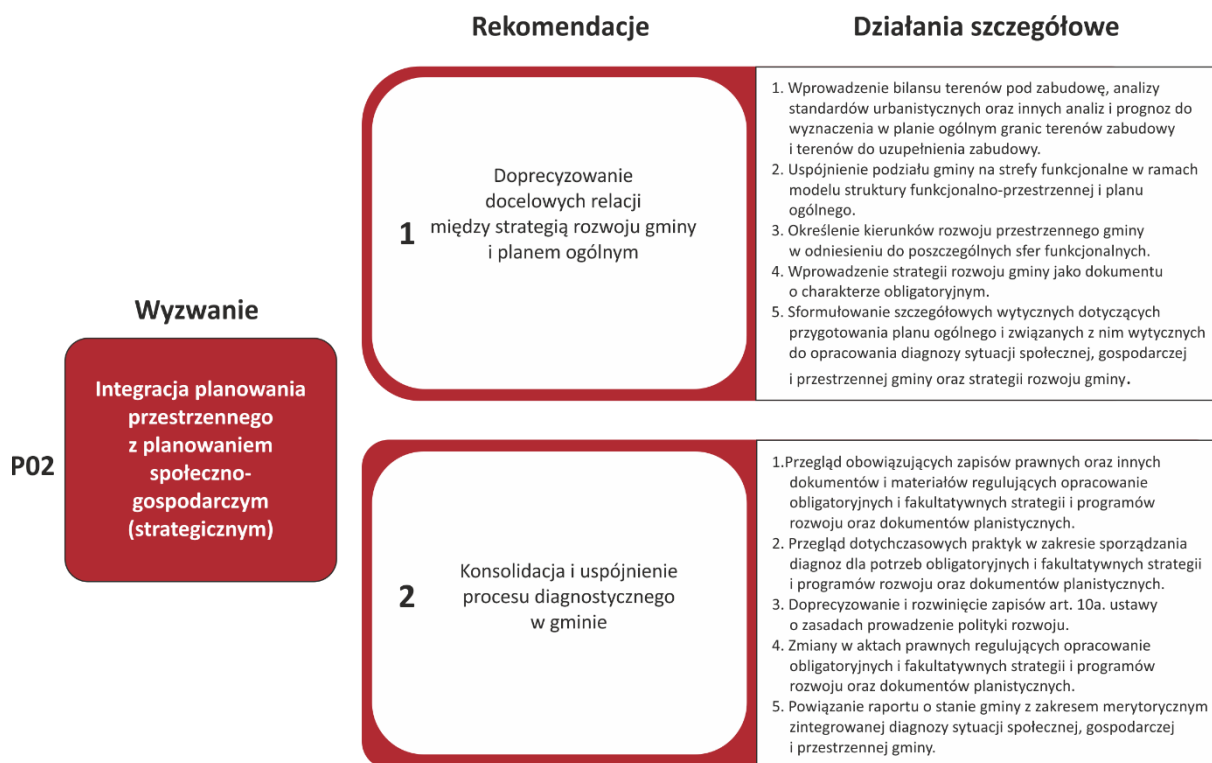 Rekomendacje
Działania szczegółowe
Wyzwanie
P02
Integracja planowania
przestrzennego
z planowaniem
społeczno-
gospodarczym
(strategicznym)
1
Doprecyzowanie
docelowych relacji
między strategią rozwoju gminy
i planem ogólnym
1. Wprowadzenie bilansu terenów pod zabudowę, analizy
standardów urbanistycznych oraz innych analiz i prognoz do
wyznaczenia w planie ogólnym granic terenów zabudowy
i terenów do uzupełnienia zabudowy.
2. Uspójnienie podziału gminy na strefy funkcjonalne w ramach
modelu struktury funkcjonalno-przestrzennej i planu
ogólnego.
3. Określenie kierunków rozwoju przestrzennego gminy
w odniesieniu do poszczególnych sfer funkcjonalnych.
4. Wprowadzenie strategii rozwoju gminy jako dokumentu
o charakterze obligatoryjnym.
5. Sformułowanie szczegółowych wytycznych dotyczących
przygotowania planu ogólnego i związanych z nim wytycznych
do opracowania diagnozy sytuacji społecznej, gospodarczej
i przestrzennej gminy oraz strategii rozwoju gminy.
2
Konsolidacja i uspójnienie
procesu diagnostycznego
w gminie
1.Przegląd obowiązujących zapisów prawnych oraz innych
dokumentów i materiałów regulujących opracowanie
obligatoryjnych i fakultatywnych strategii i programów
rozwoju oraz dokumentów planistycznych.
2. Przegląd dotychczasowych praktyk w zakresie sporządzania
diagnoz dla potrzeb obligatoryjnych i fakultatywnych strategii
i programów rozwoju oraz dokumentów planistycznych.
3. Doprecyzowanie i rozwinięcie zapisów art. 10a. ustawy
o zasadach prowadzenie polityki rozwoju.
4. Zmiany w aktach prawnych regulujących opracowanie
obligatoryjnych i fakultatywnych strategii i programów
rozwoju oraz dokumentów planistycznych.
5. Powiązanie raportu o stanie gminy z zakresem merytorycznym
zintegrowanej diagnozy sytuacji społecznej, gospodarczej
i przestrzennej gminy.